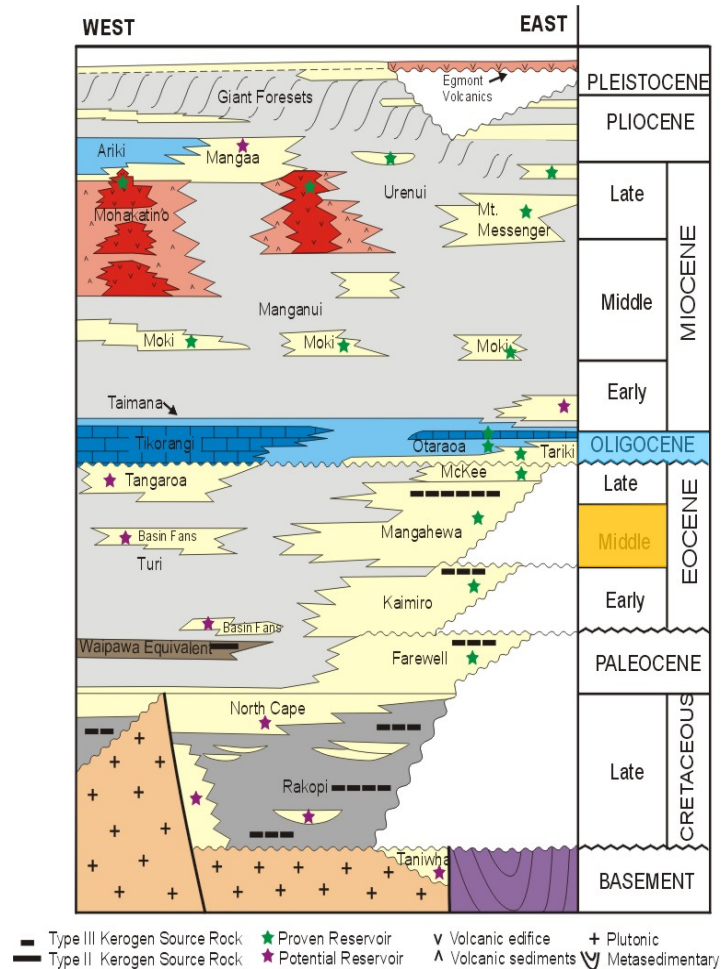 WEST
EAST
Egmont
Volcanics
Giant Foresets
PLEISTOCENE
PLIOCENE
Ariki
Mangaa
Urenui
Mohakatino
Mt.
Messenger
Late
Middle
Early
MIOCENE
Manganui
Moki
Moki
Moki
Taimana
Tikorangi
Otaraoa
Tariki
OLIGOCENE
McKee
Tangaroa
Late
Mangahewa
Basin Fans
Turi
Middle
Kaimiro
Early
EOCENE
Basin Fans
Waipawa Equivalent
Farewell
PALEOCENE
North Cape
Rakopi
Late
CRETACEOUS
Taniwha
BASEMENT
Type III Kerogen Source Rock
Proven Reservoir
Volcanic edifice
Plutonic
Type II Kerogen Source Rock
Potential Reservoir
Volcanic sediments
Metasedimentary